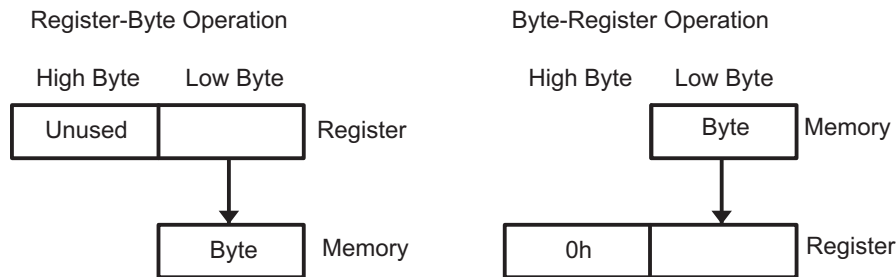 Register-Byte Operation
High Byte Low Byte
Unused
Register
Byte
Memory
Byte-Register Operation
High Byte Low Byte
Byte
Memory
0h
Register